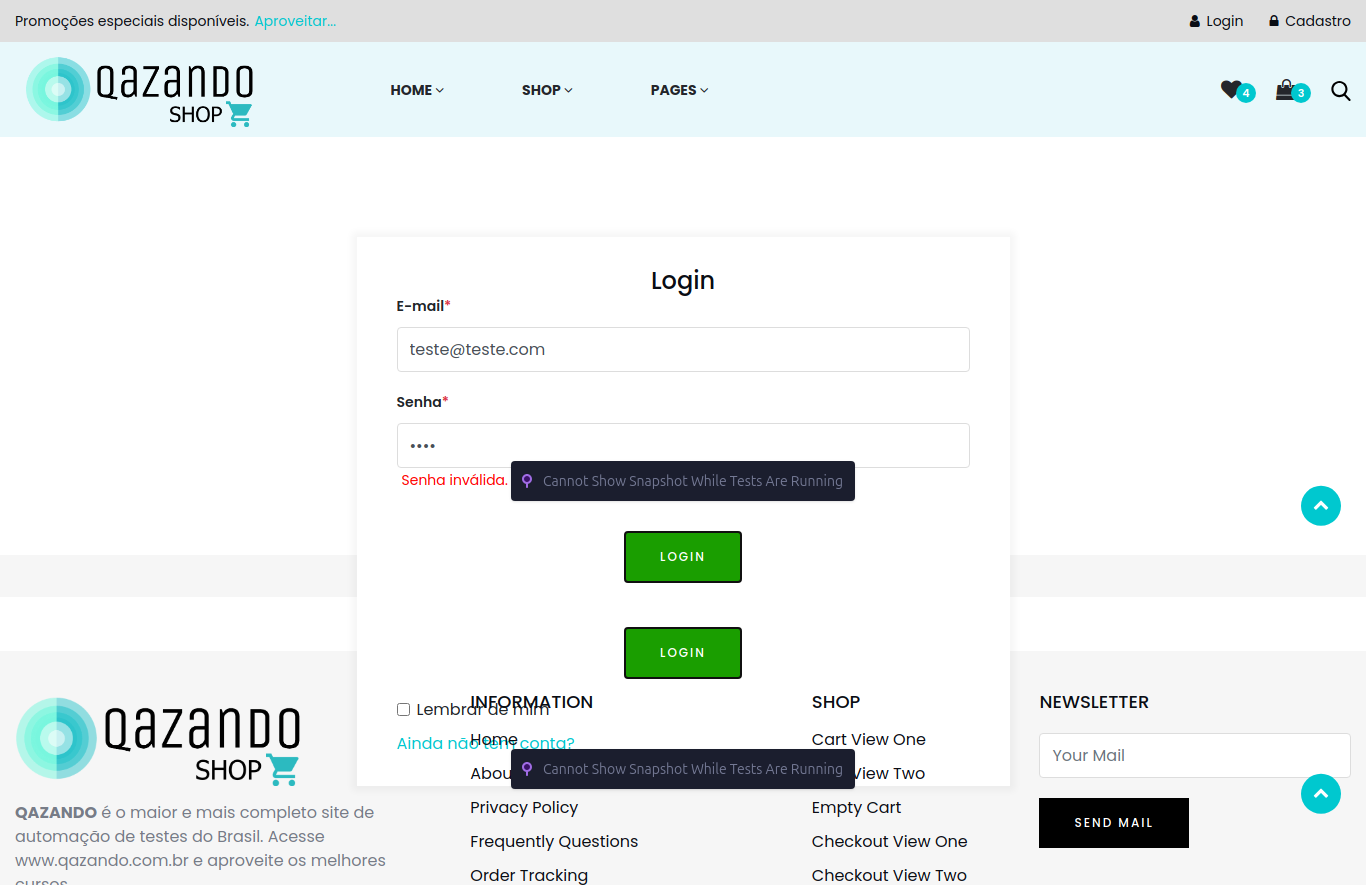 Promoções especiais disponíveis. Aproveitar...
Login
Cadastro
QAZANDO
SHOP
HOME
SHOP
PAGES
4
3
Login
E-mail*
teste@teste.com
Senha*
••••
Senha inválida.
Cannot Show Snapshot While Tests Are Running
LOGIN
LOGIN
Lembrar de mim
Ainda não tem conta?
Cannot Show Snapshot While Tests Are Running
QAZANDO
SHOP
QAZANDO é o maior e mais completo site de
automação de testes do Brasil. Acesse
www.qazando.com.br e aproveite os melhores
cursos
INFORMATION
Home
Abou
Privacy Policy
Frequently Questions
Order Tracking
SHOP
Cart View One
View Two
Empty Cart
Checkout View One
Checkout View Two
NEWSLETTER
Your Mail
SEND MAIL